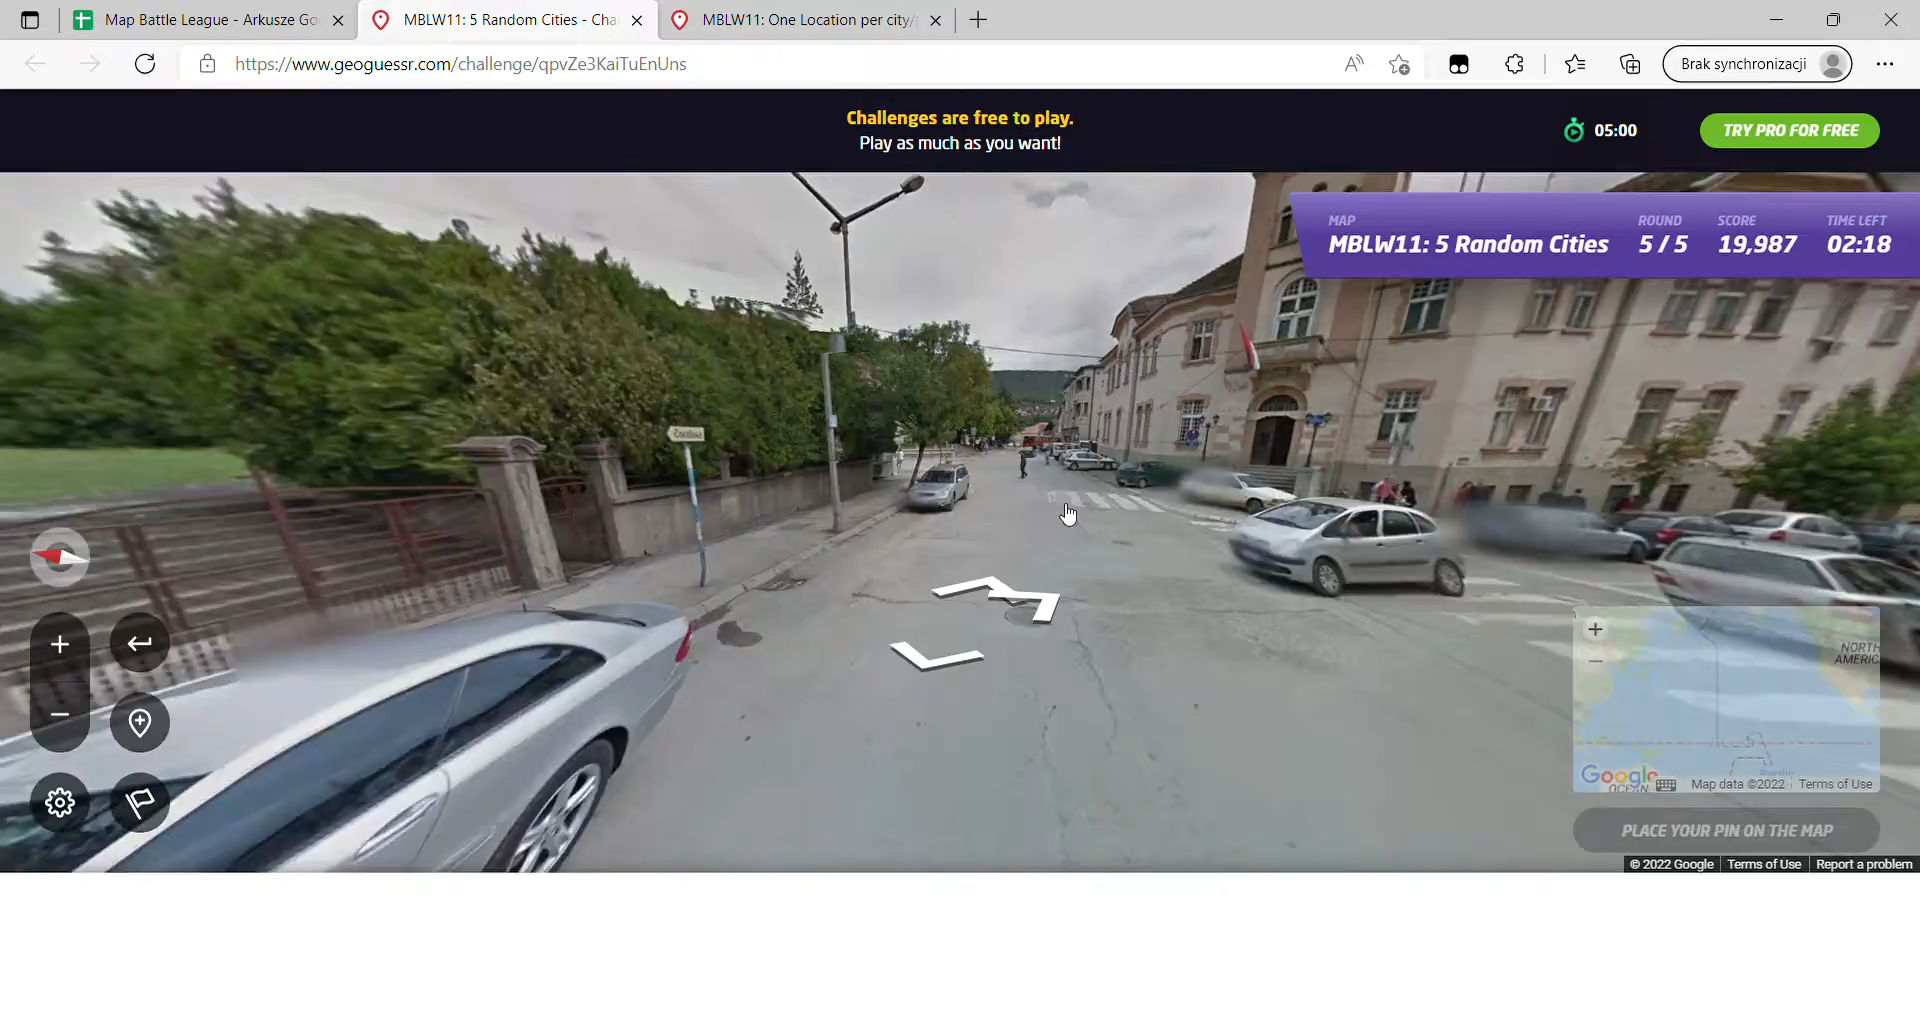 Map Battle League - Arkusze Go
MBLW11: 5 Random Cities - Cha
MBLW11: One Location per city/
https://www.geoguessr.com/challenge/qpvZe3KaiTuEnUns
Brak synchronizacji
Challenges are free to play.
Play as much as you want!
05:00
TRY PRO FOR FREE
MAP
MBLW11: 5 Random Cities
ROUND
5 / 5
SCORE
19,987
TIME LEFT
02:18
NORTH
AMERIC
Google
OCEAN
Map data ©2022
Terms of Use
PLACE YOUR PIN ON THE MAP
© 2022 Google
Terms of Use
Report a problem